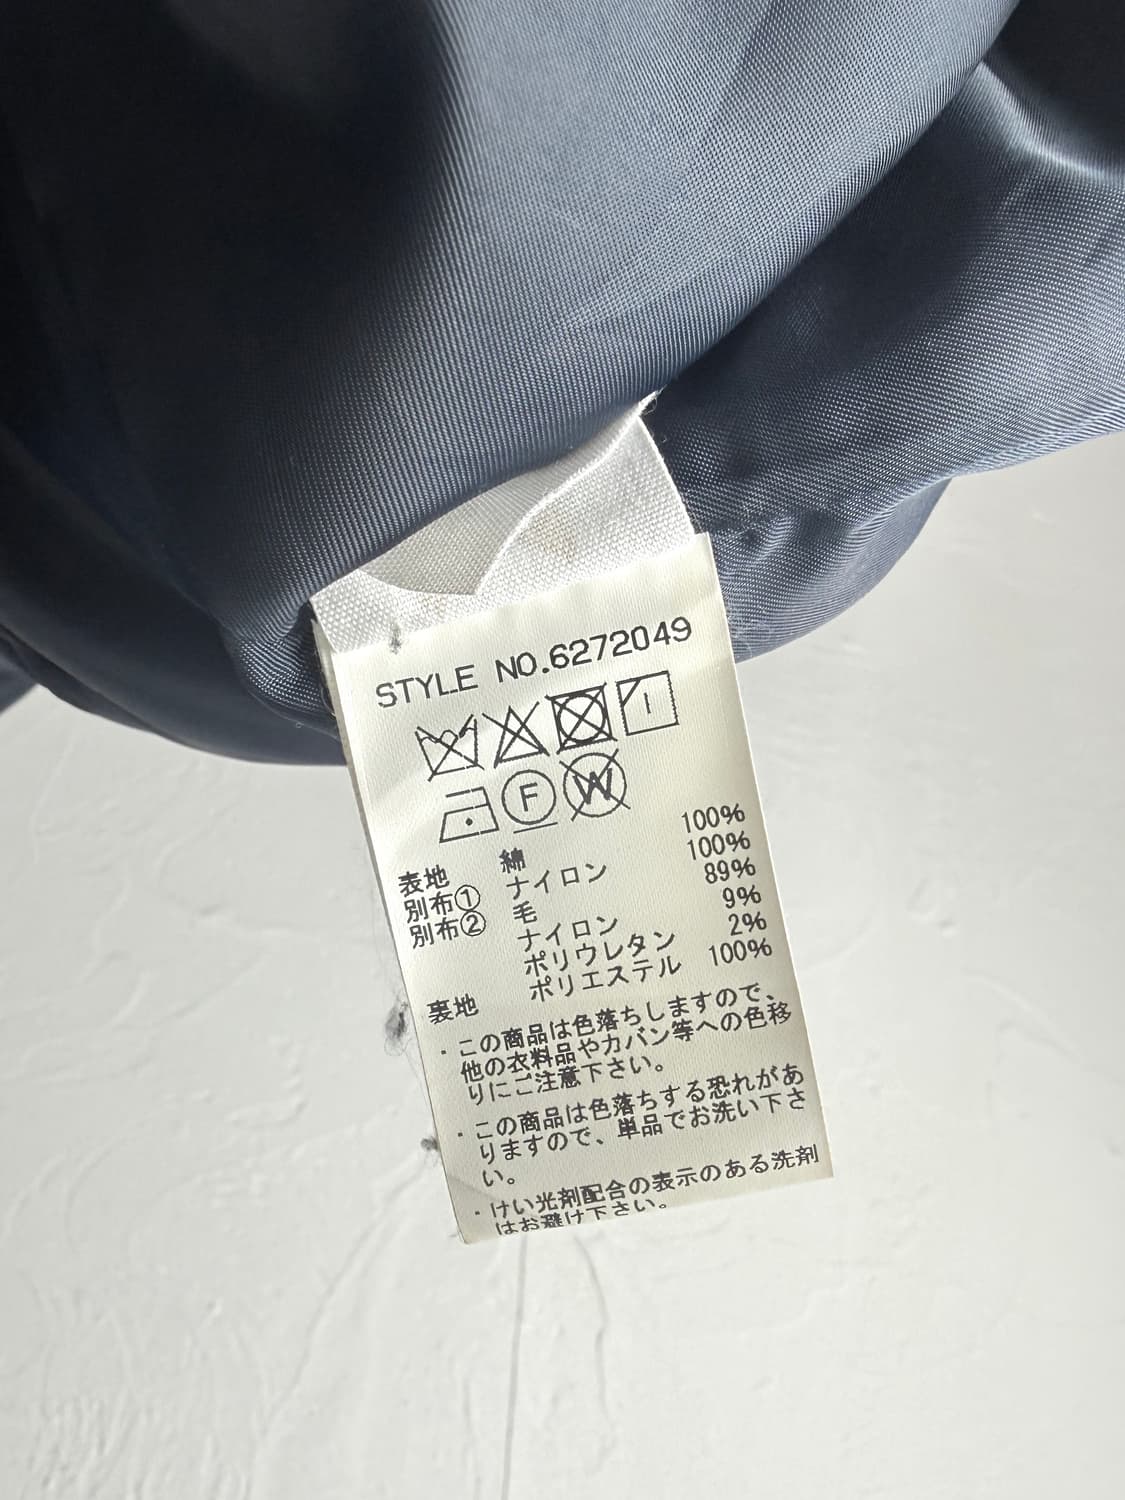 STYLE NO.6272049
F
W
表地 綿 100%
別布① ナイロン 100%
別布② 毛 89%
ナイロン 9%
ポリウレタン 2%
裏地 ポリエステル 100%
・この商品は色落ちしますので、
他の衣料品やカバン等への色移
りにご注意下さい。
・この商品は色落ちする恐れがあ
りますので、単品でお洗い下さ
い。
・けい光剤配合の表示のある洗剤
はお避け下さい。